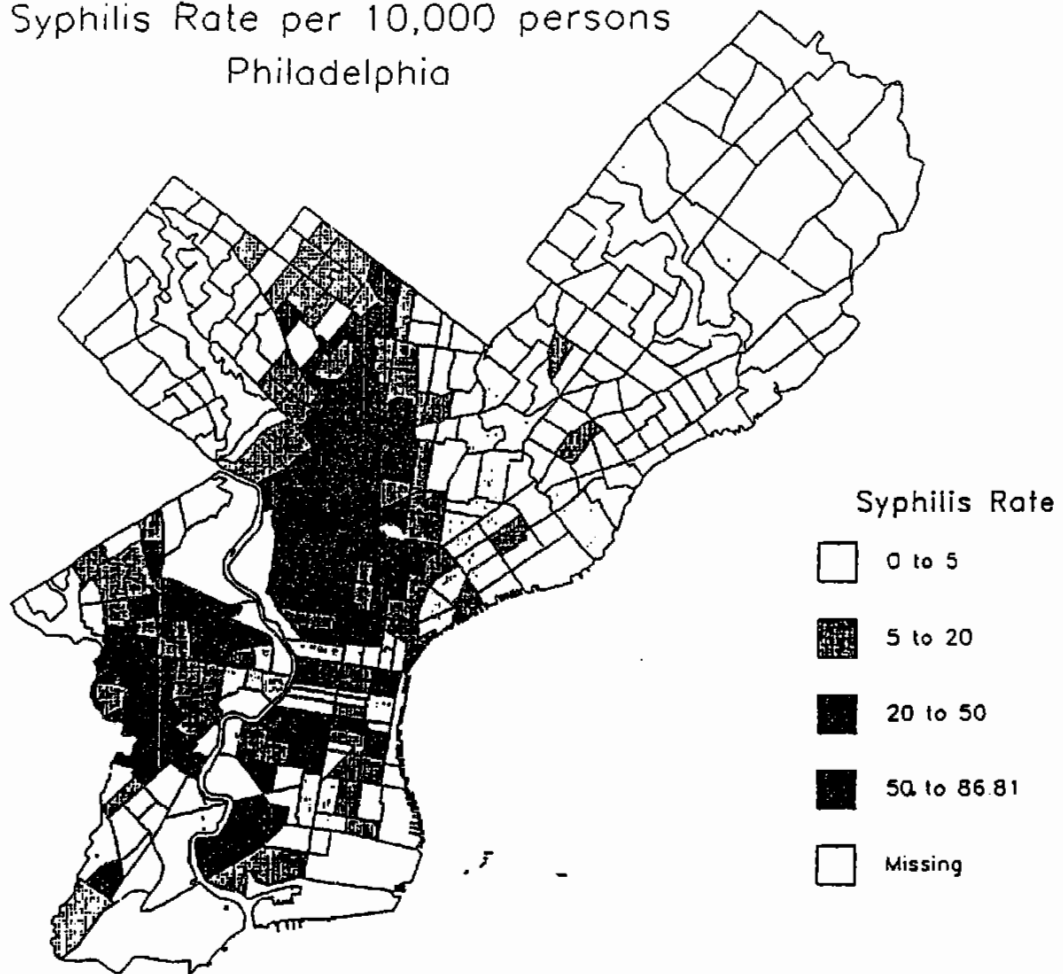 Syphilis Rate per 10,000 persons
Philadelphia
Syphilis Rate
0 to 5
5 to 20
20 to 50
50 to 86.81
Missing